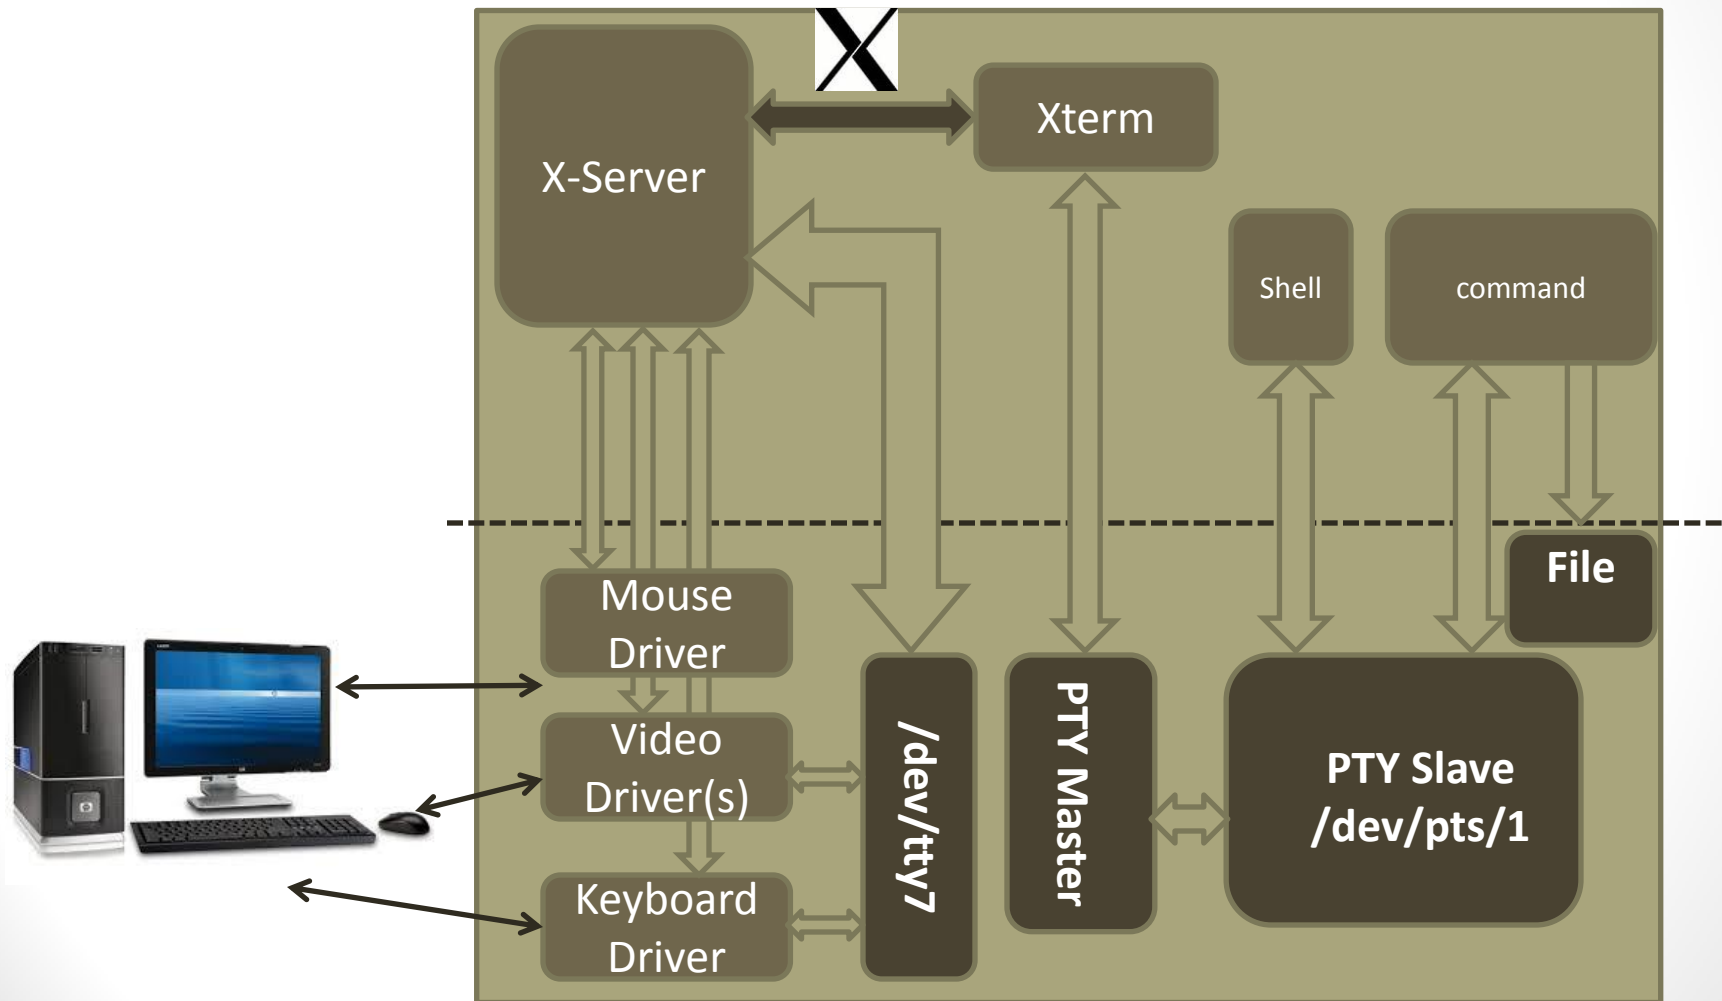 X
X-Server
Xterm
Shell
command
File
Mouse
Driver
Video
Driver(s)
Keyboard
Driver
/dev/tty7
PTY Master
PTY Slave
/dev/pts/1